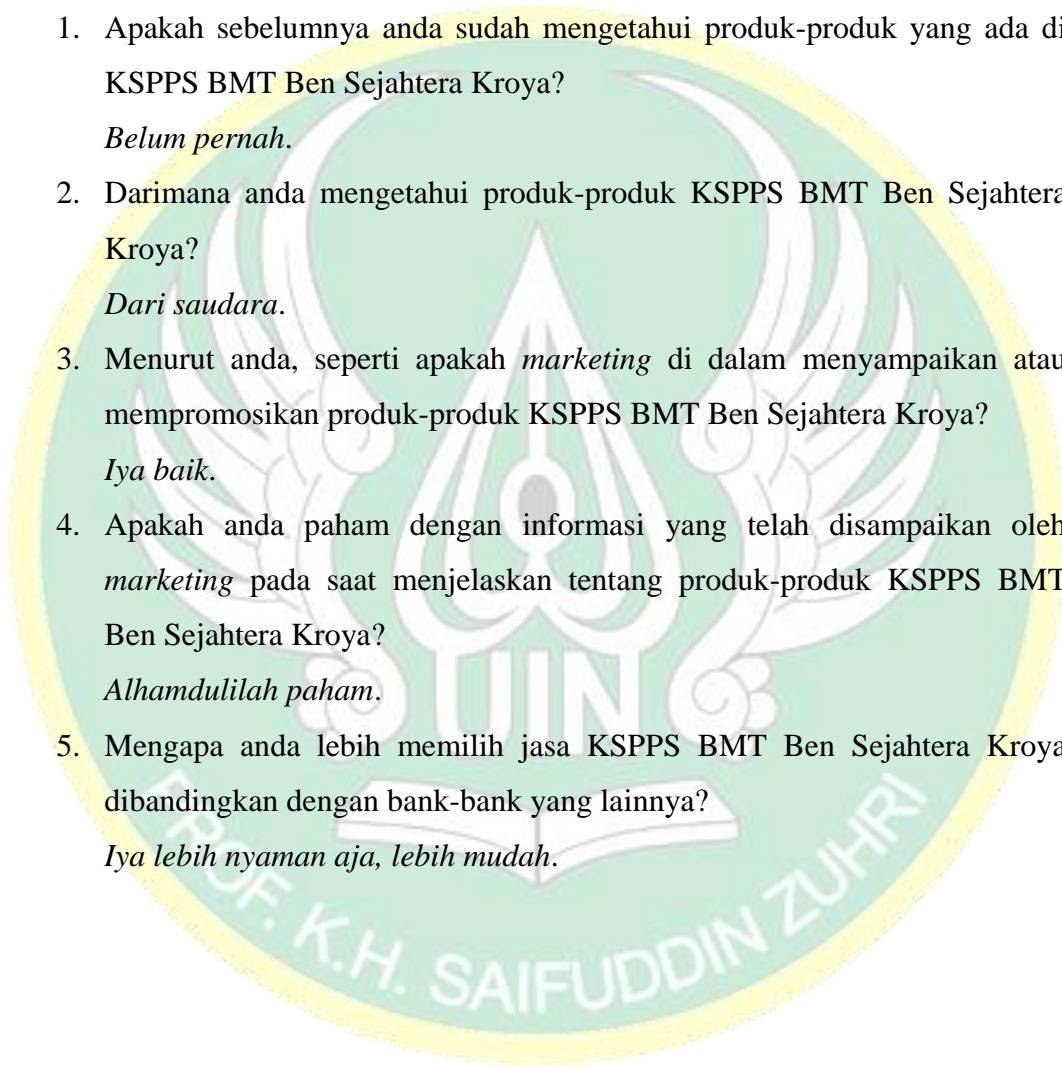 1. Apakah sebelumnya anda sudah mengetahui produk-produk yang ada di
KSPPS BMT Ben Sejahtera Kroya?
Belum pernah.
2. Darimana anda mengetahui produk-produk KSPPS BMT Ben Sejahtera
Kroya?
Dari saudara.
3. Menurut anda, seperti apakah marketing di dalam menyampaikan atau
mempromosikan produk-produk KSPPS BMT Ben Sejahtera Kroya?
Iya baik.
4. Apakah anda paham dengan informasi yang telah disampaikan oleh
marketing pada saat menjelaskan tentang produk-produk KSPPS BMT
Ben Sejahtera Kroya?
Alhamdulilah paham.
5. Mengapa anda lebih memilih jasa KSPPS BMT Ben Sejahtera Kroya
dibandingkan dengan bank-bank yang lainnya?
Iya lebih nyaman aja, lebih mudah.
UIN
PROF. K.H. SAIFUDDIN ZUHRI